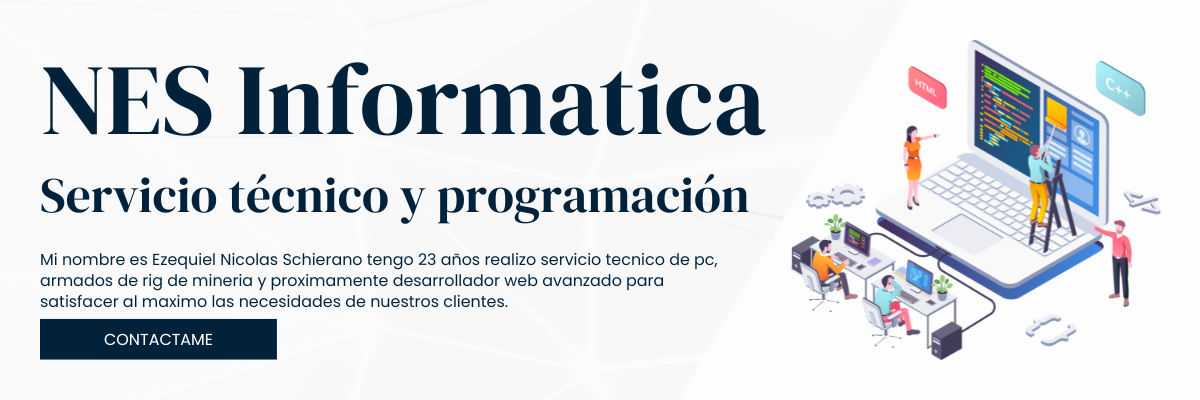 NES Informatica
Servicio técnico y programación
Mi nombre es Ezequiel Nicolas Schierano tengo 23 años realizo servicio tecnico de pc,
armados de rig de mineria y proximamente desarrollador web avanzado para
satisfacer al maximo las necesidades de nuestros clientes.
CONTACTAME
HTML
C++